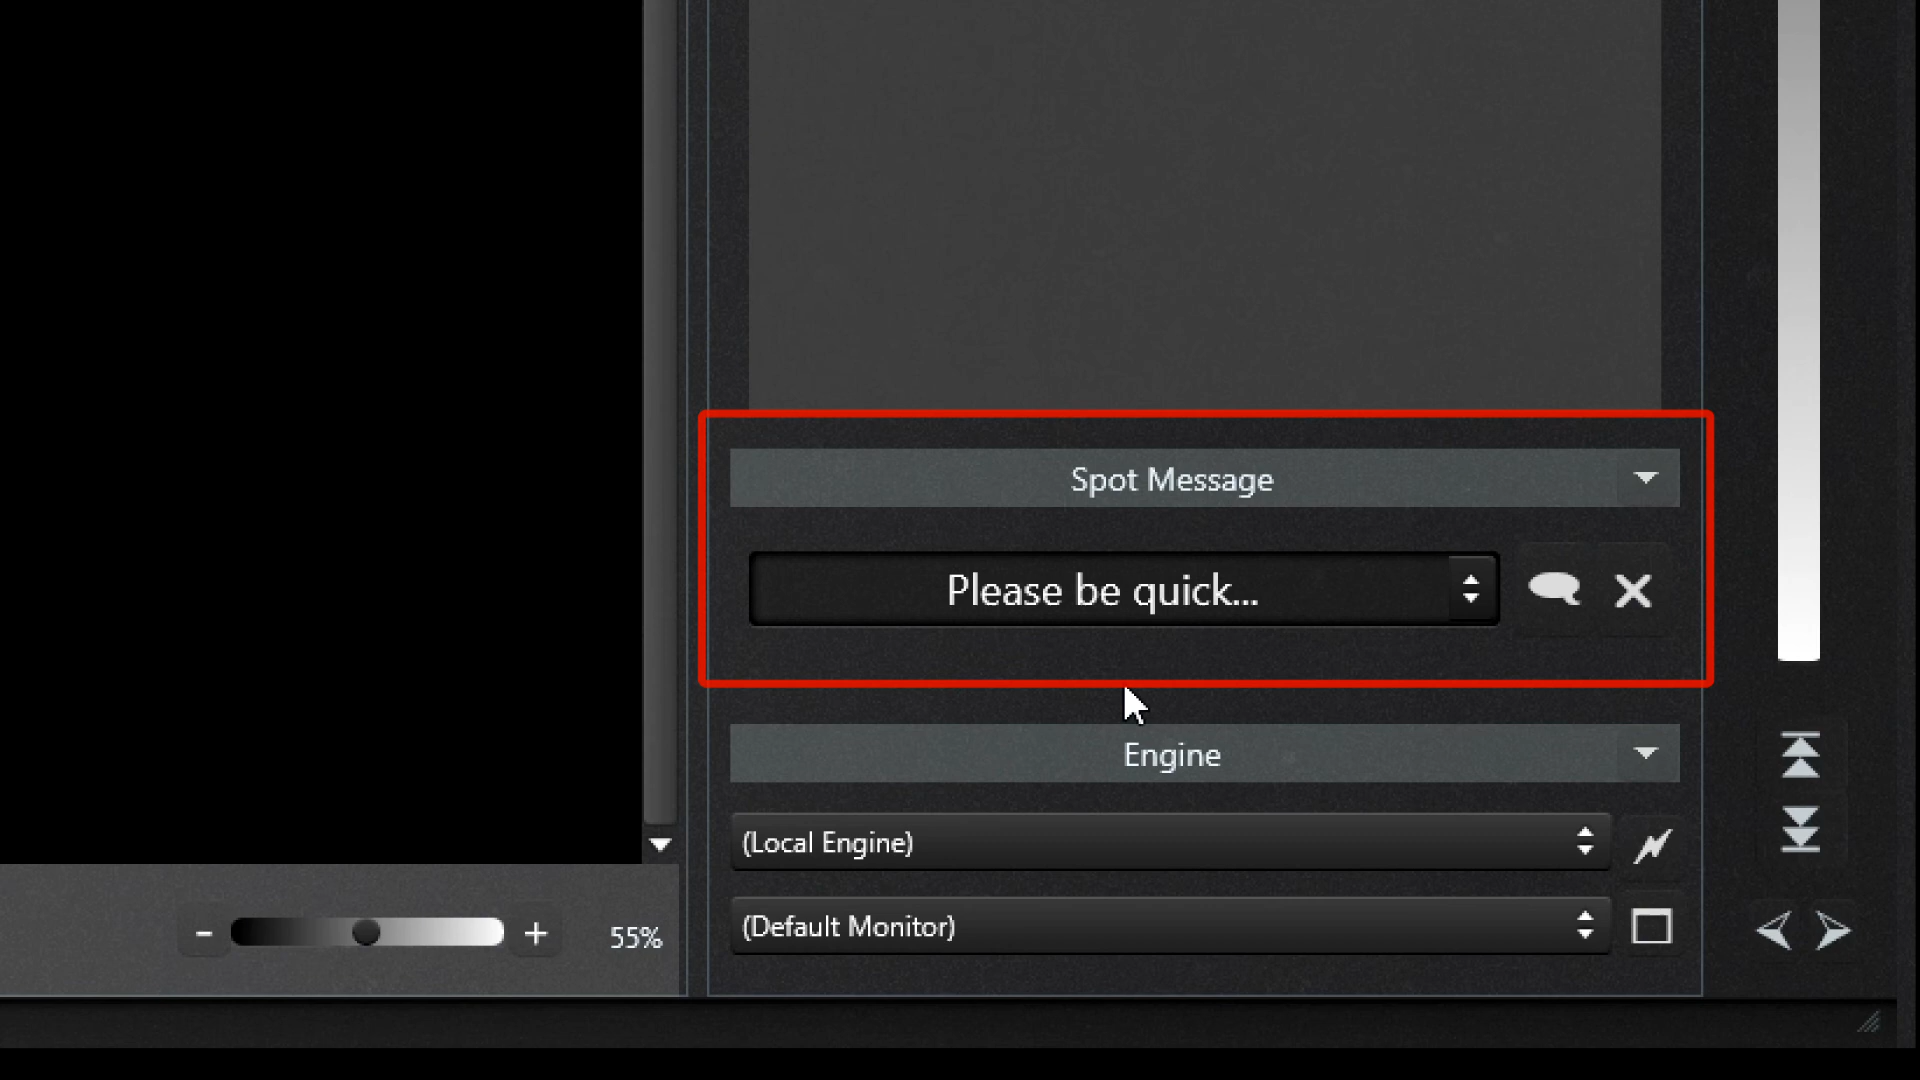 Spot Message
Please be quick...
Engine
(Local Engine)
(Default Monitor)
- + 55%